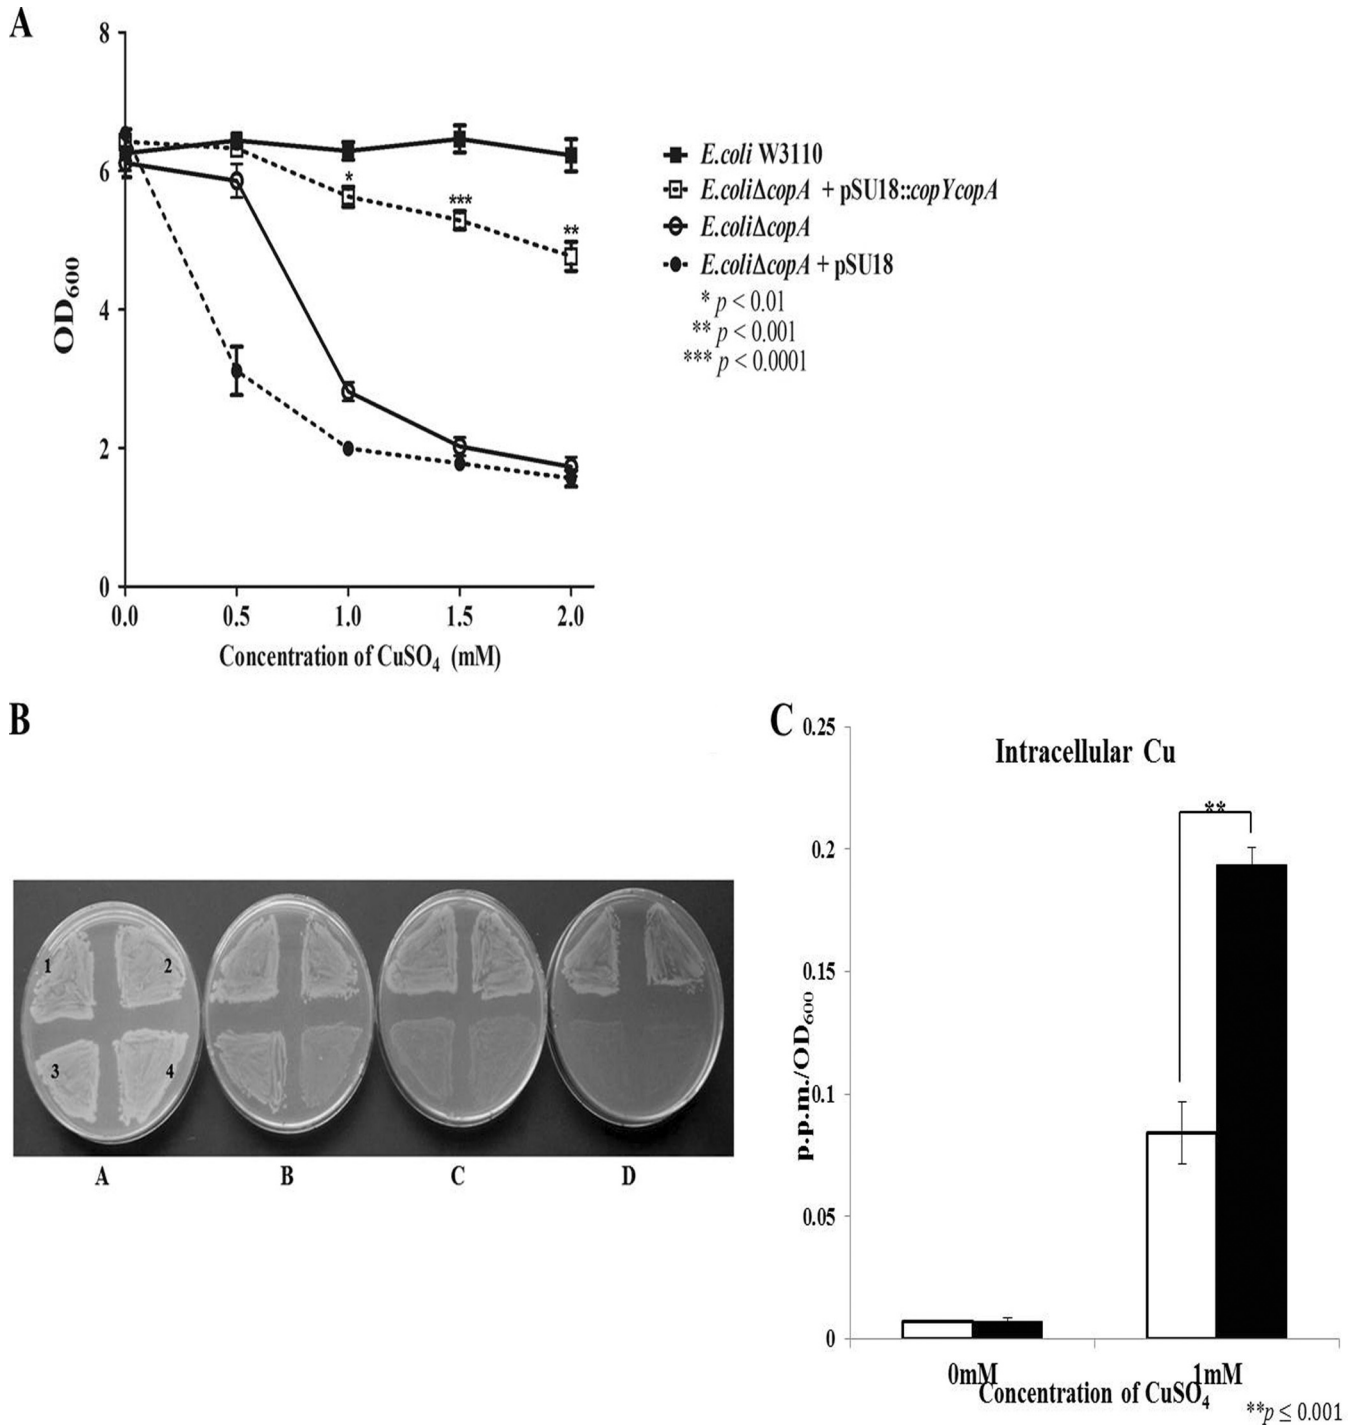 A
8
6
4
2
0
OD600
0.0 0.5 1.0 1.5 2.0
Concentration of CuSO4 (mM)
*
***
**
E.coli W3110
E.coliΔcopA + pSU18::copYcopA
E.coliΔcopA
E.coliΔcopA + pSU18
* p < 0.01
** p < 0.001
*** p < 0.0001
B
1 2
3 4
A B C D
C
Intracellular Cu
0.25
0.2
0.15
0.1
0.05
0
p.p.m./OD600
**
0mM 1mM
Concentration of CuSO4
**p ≤ 0.001